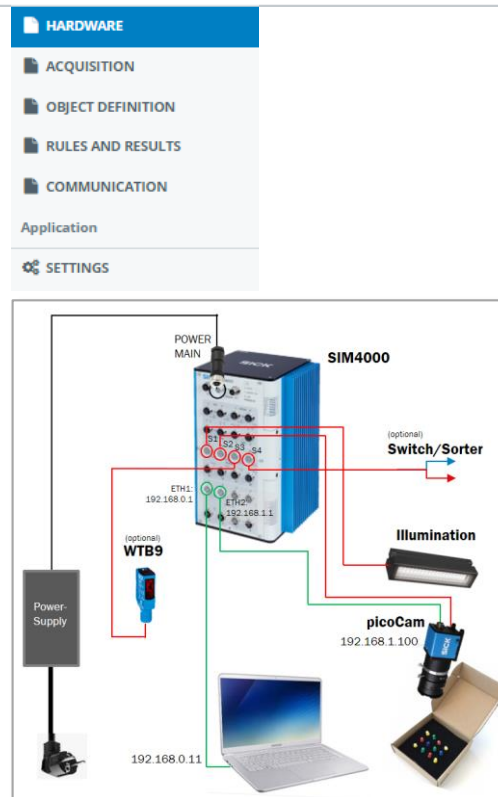 HARDWARE
ACQUISITION
OBJECT DEFINITION
RULES AND RESULTS
COMMUNICATION
Application
SETTINGS
POWER
MAIN
SICK
SIM4000
S1
S2
S3
S4
(optional)
Switch/Sorter
ETH1:
192.168.0.1
ETH2:
192.168.1.1
(optional)
WTB9
Illumination
Power-
Supply
picoCam
192.168.1.100
SICK
192.168.0.11